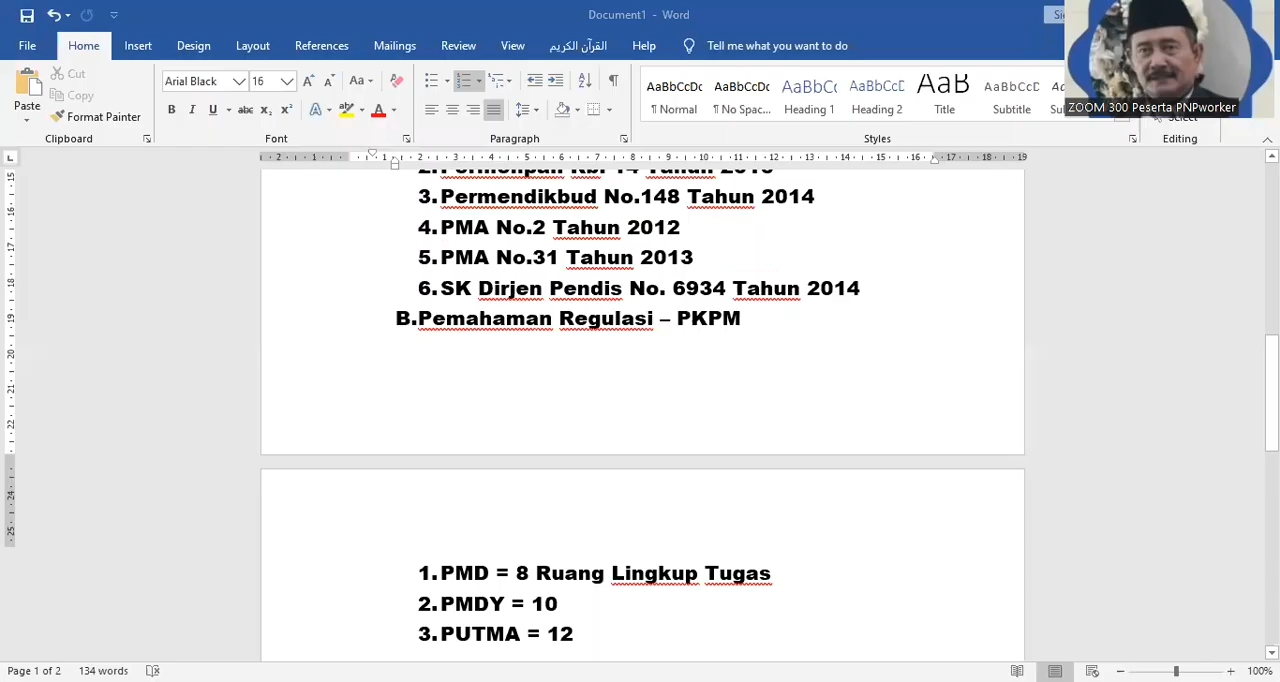 Document1 - Word
File Home Insert Design Layout References Mailings Review View القرآن الكريم Help Tell me what you want to do
Paste Cut Copy Format Painter
Arial Black 16
AaBbCcDc AaBbCcDc AaBbCc AaBbCcD AaB AaBbCcD
¶ Normal ¶ No Spac... Heading 1 Heading 2 Title Subtitle
ZOOM 300 Peserta PNPworker
Select
Clipboard Font Paragraph Styles Editing
3. Permendikbud No.148 Tahun 2014
4. PMA No.2 Tahun 2012
5. PMA No.31 Tahun 2013
6. SK Dirjen Pendis No. 6934 Tahun 2014
B. Pemahaman Regulasi – PKPM
1. PMD = 8 Ruang Lingkup Tugas
2. PMDY = 10
3. PUTMA = 12
Page 1 of 2 134 words 100%